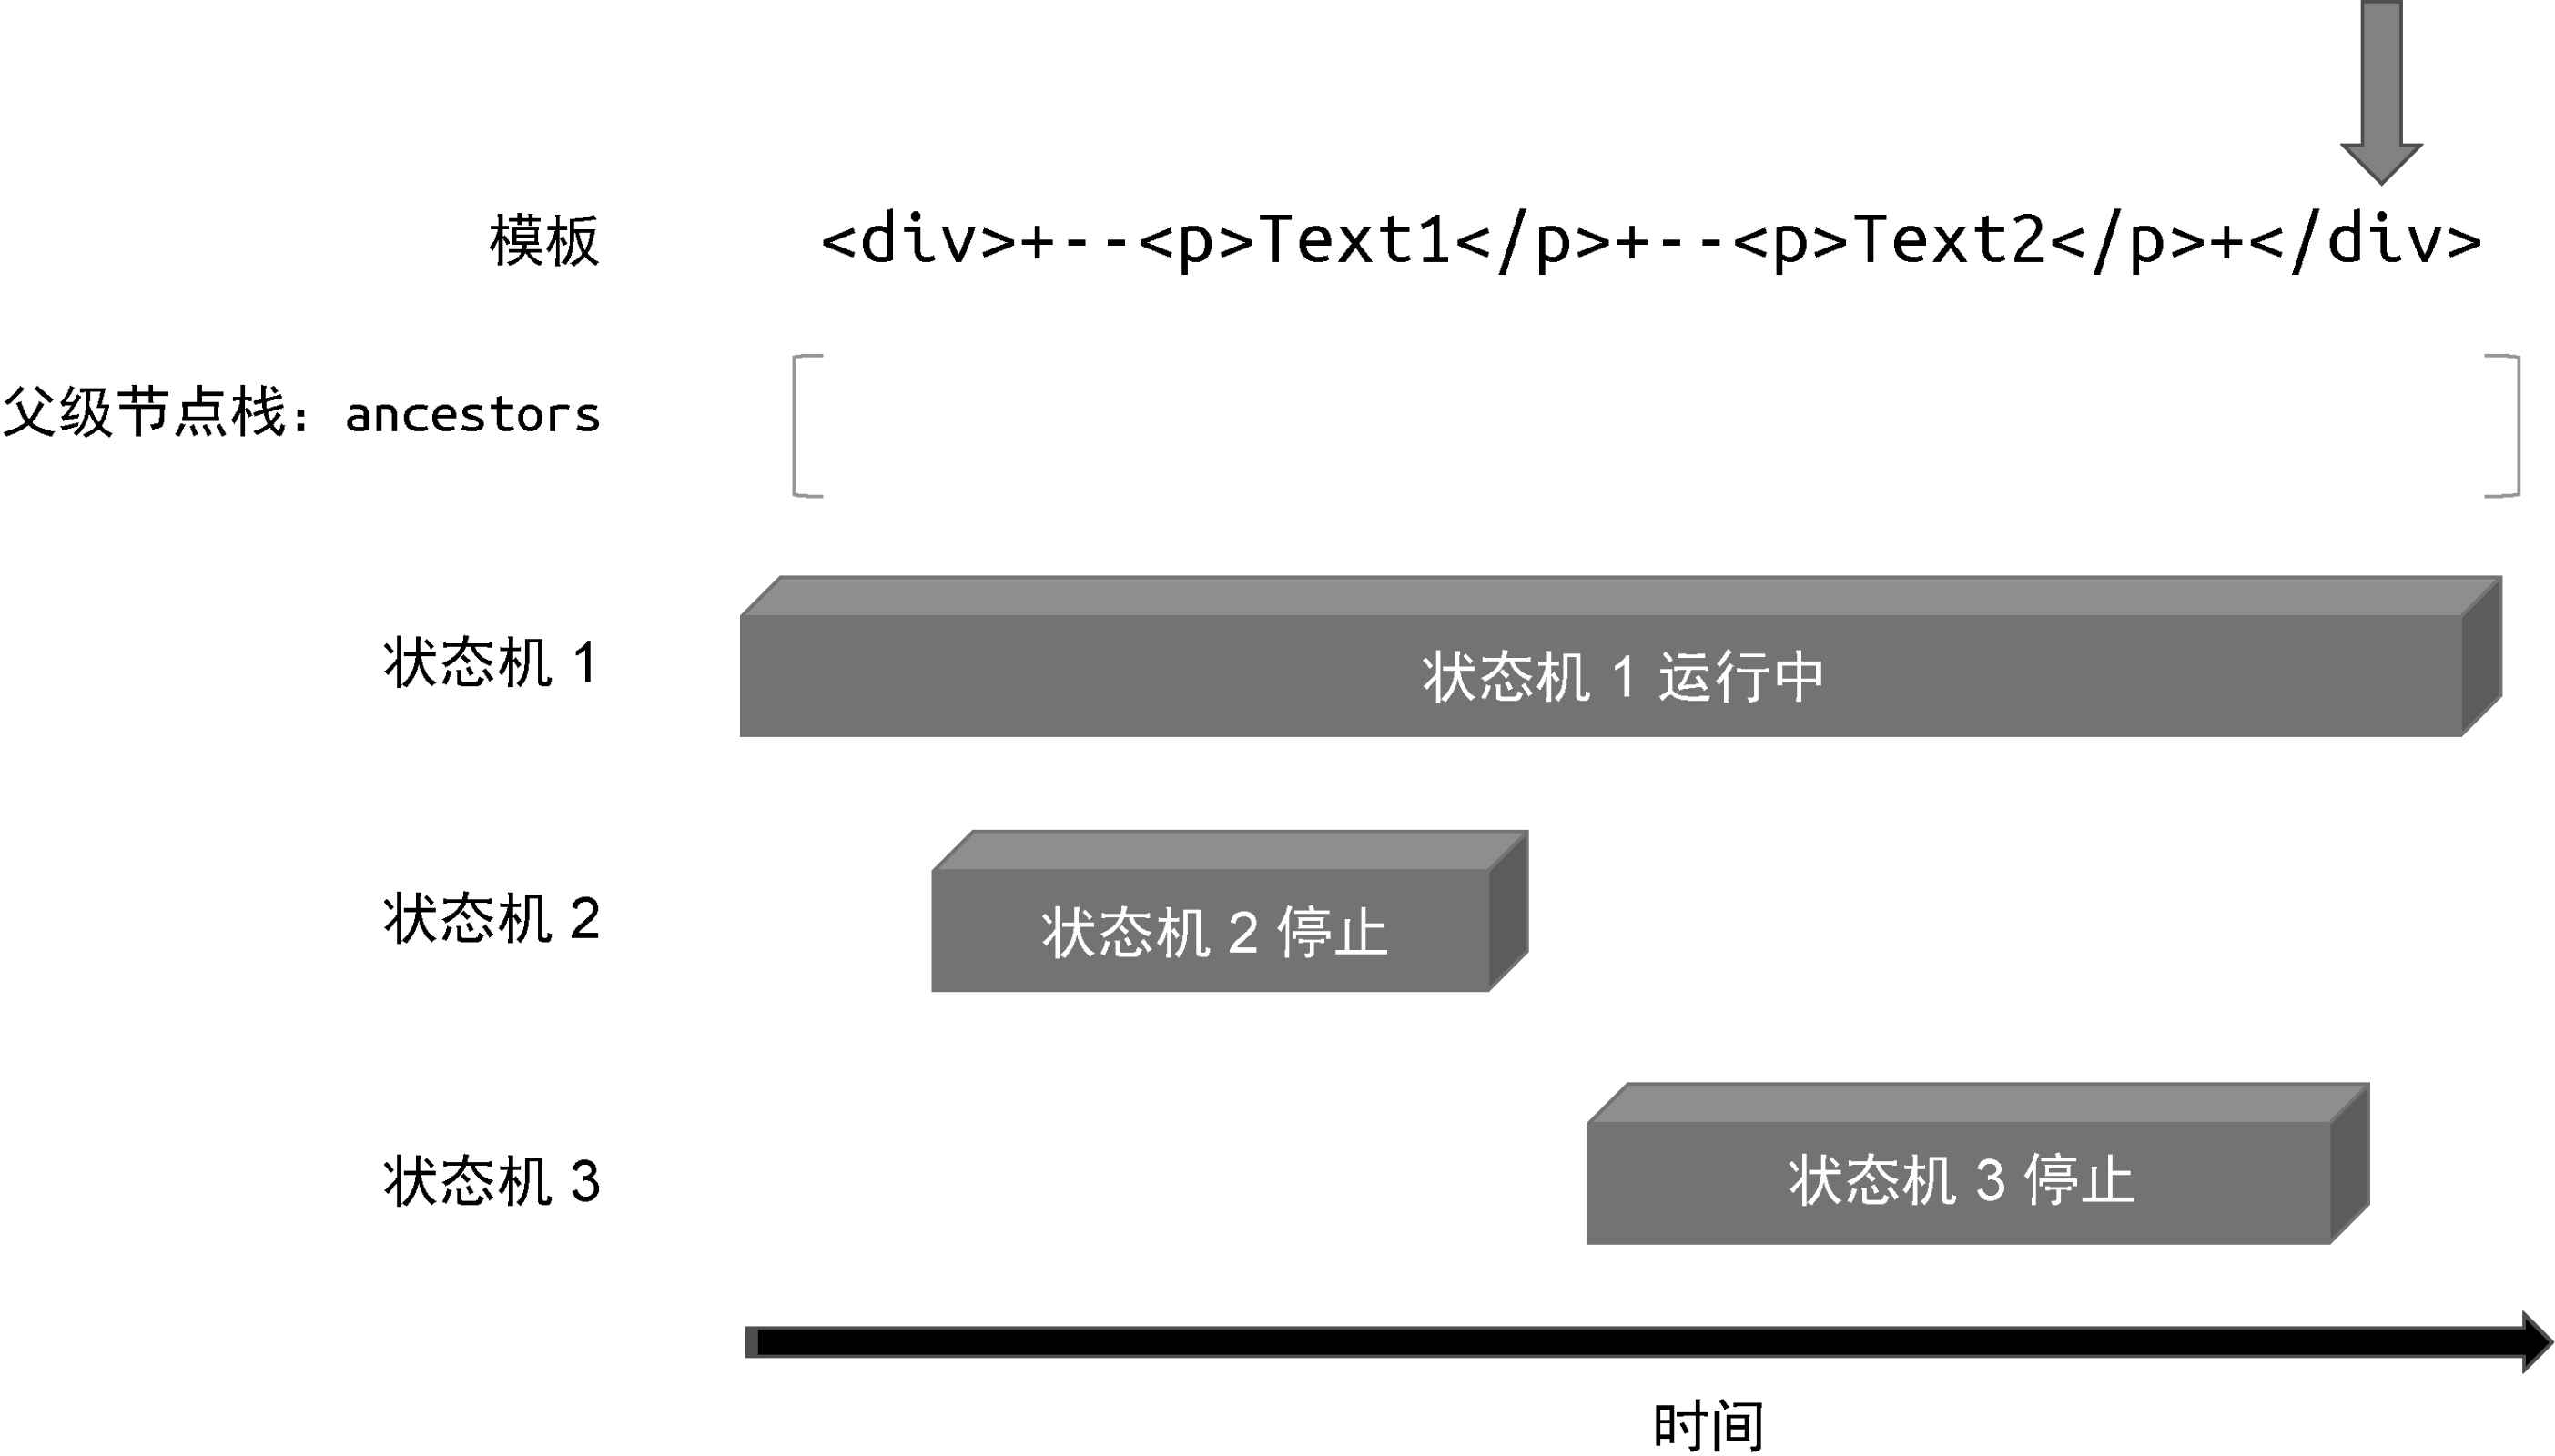 模板 <div>+--<p>Text1</p>+--<p>Text2</p>+</div>
父级节点栈：ancestors
状态机 1
状态机 1 运行中
状态机 2
状态机 2 停止
状态机 3
状态机 3 停止
时间